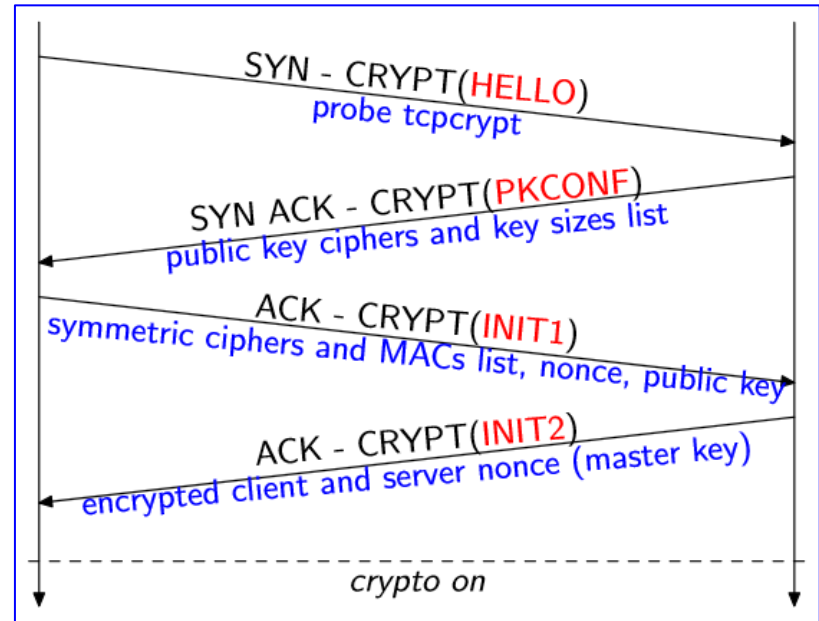 SYN - CRYPT(HELLO)
probe tcpcrypt
SYN ACK - CRYPT(PKCONF)
public key ciphers and key sizes list
ACK - CRYPT(INIT1)
symmetric ciphers and MACs list, nonce, public key
ACK - CRYPT(INIT2)
encrypted client and server nonce (master key)
crypto on